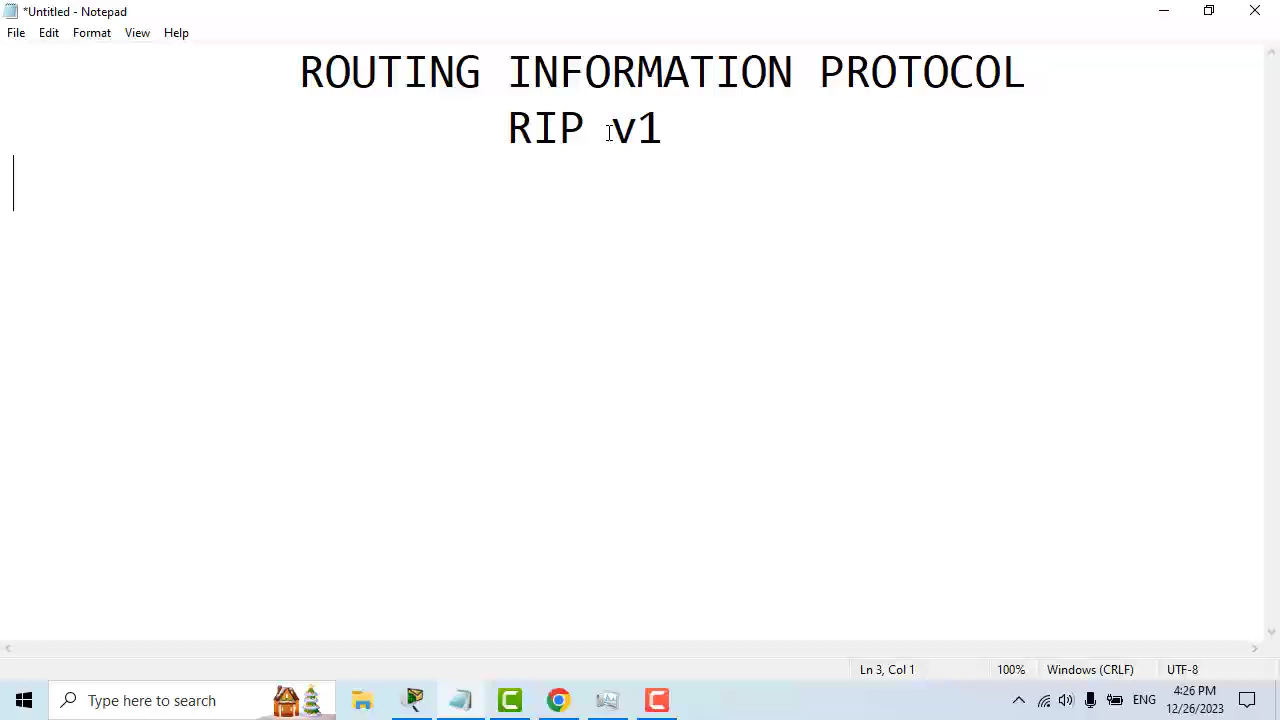 *Untitled - Notepad
File Edit Format View Help
ROUTING INFORMATION PROTOCOL
RIP v1
Ln 3, Col 1 100% Windows (CRLF) UTF-8
Type here to search
ENG
4:26 PM
12/26/2023